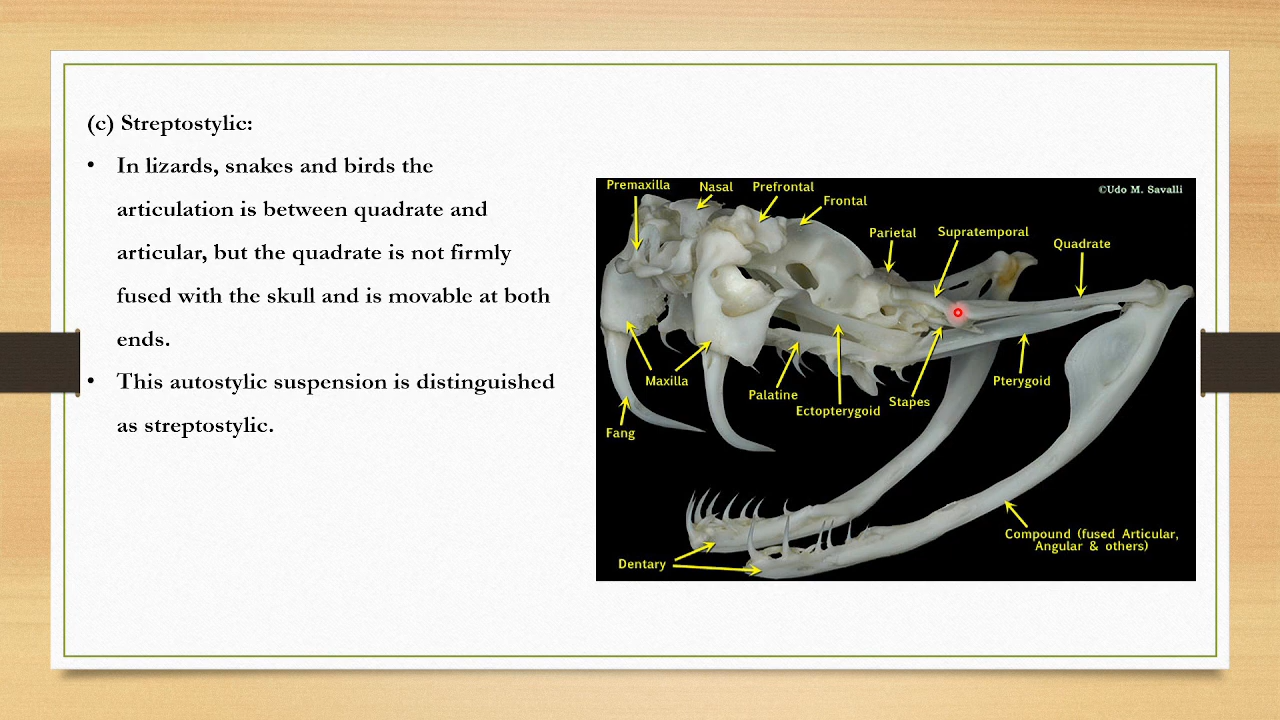 (c) Streptostylic:
• In lizards, snakes and birds the
articulation is between quadrate and
articular, but the quadrate is not firmly
fused with the skull and is movable at both
ends.
• This autostylic suspension is distinguished
as streptostylic.
Premaxilla
Nasal
Prefrontal
©Udo M. Savalli
Frontal
Parietal
Supratemporal
Quadrate
Maxilla
Palatine
Ectopterygoid
Stapes
Pterygoid
Fang
Compound (fused Articular,
Angular & others)
Dentary